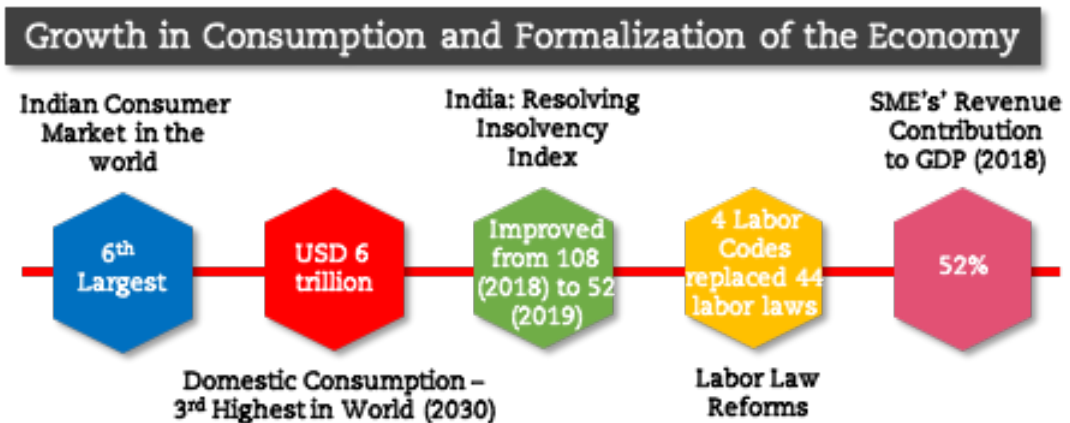 Growth in Consumption and Formalization of the Economy
Indian Consumer
Market in the
world
6th
Largest
USD 6
trillion
Domestic Consumption –
3rd Highest in World (2030)
India: Resolving
Insolvency
Index
Improved
from 108
(2018) to 52
(2019)
4 Labor
Codes
replaced 44
labor laws
Labor Law
Reforms
SME's' Revenue
Contribution
to GDP (2018)
52%